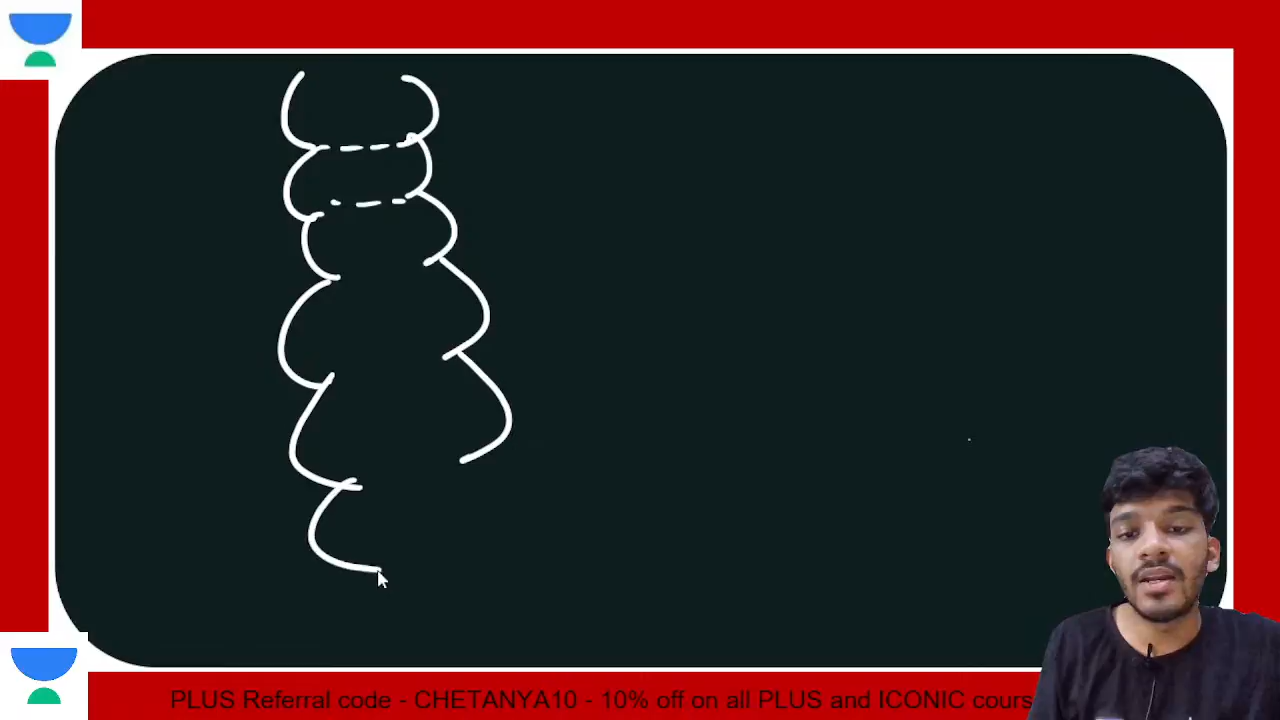 PLUS Referral code - CHETANYA10 - 10% off on all PLUS and ICONIC cours